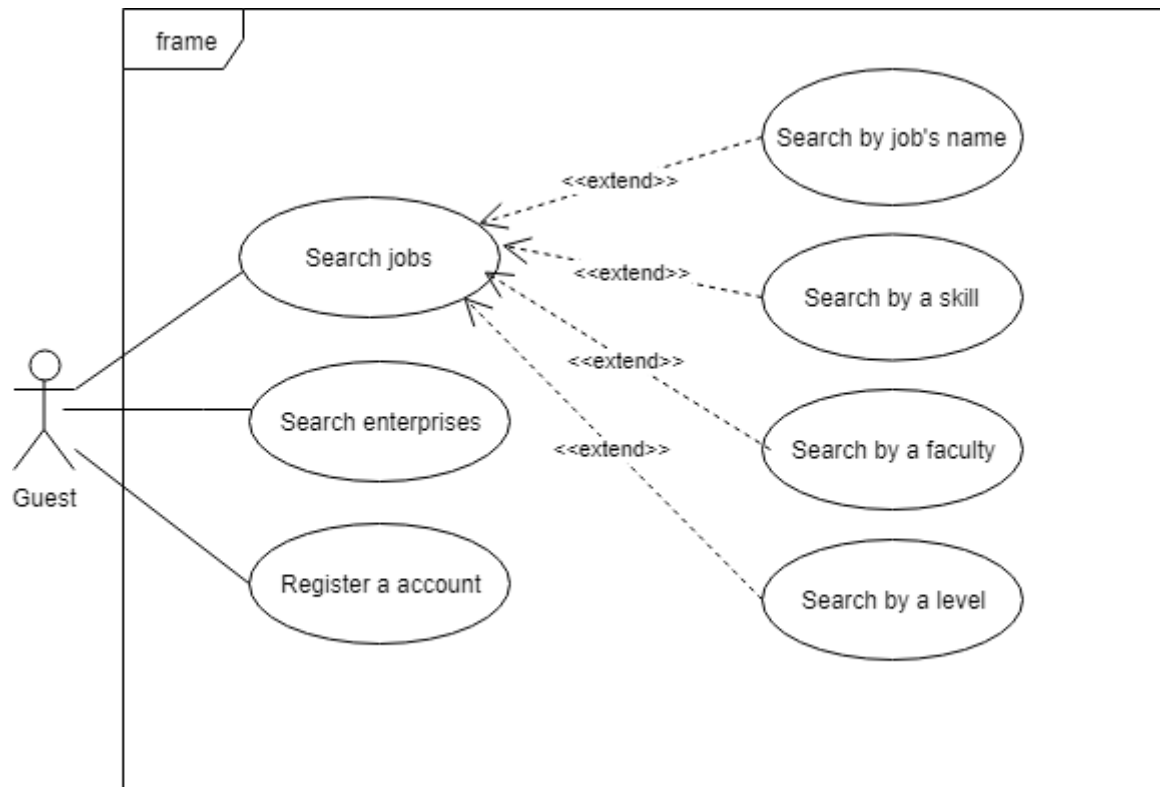 frame
Search by job's name
<<extend>>
Search jobs
<<extend>>
Search by a skill
<<extend>>
Search enterprises
Search by a faculty
<<extend>>
Guest
Register a account
Search by a level